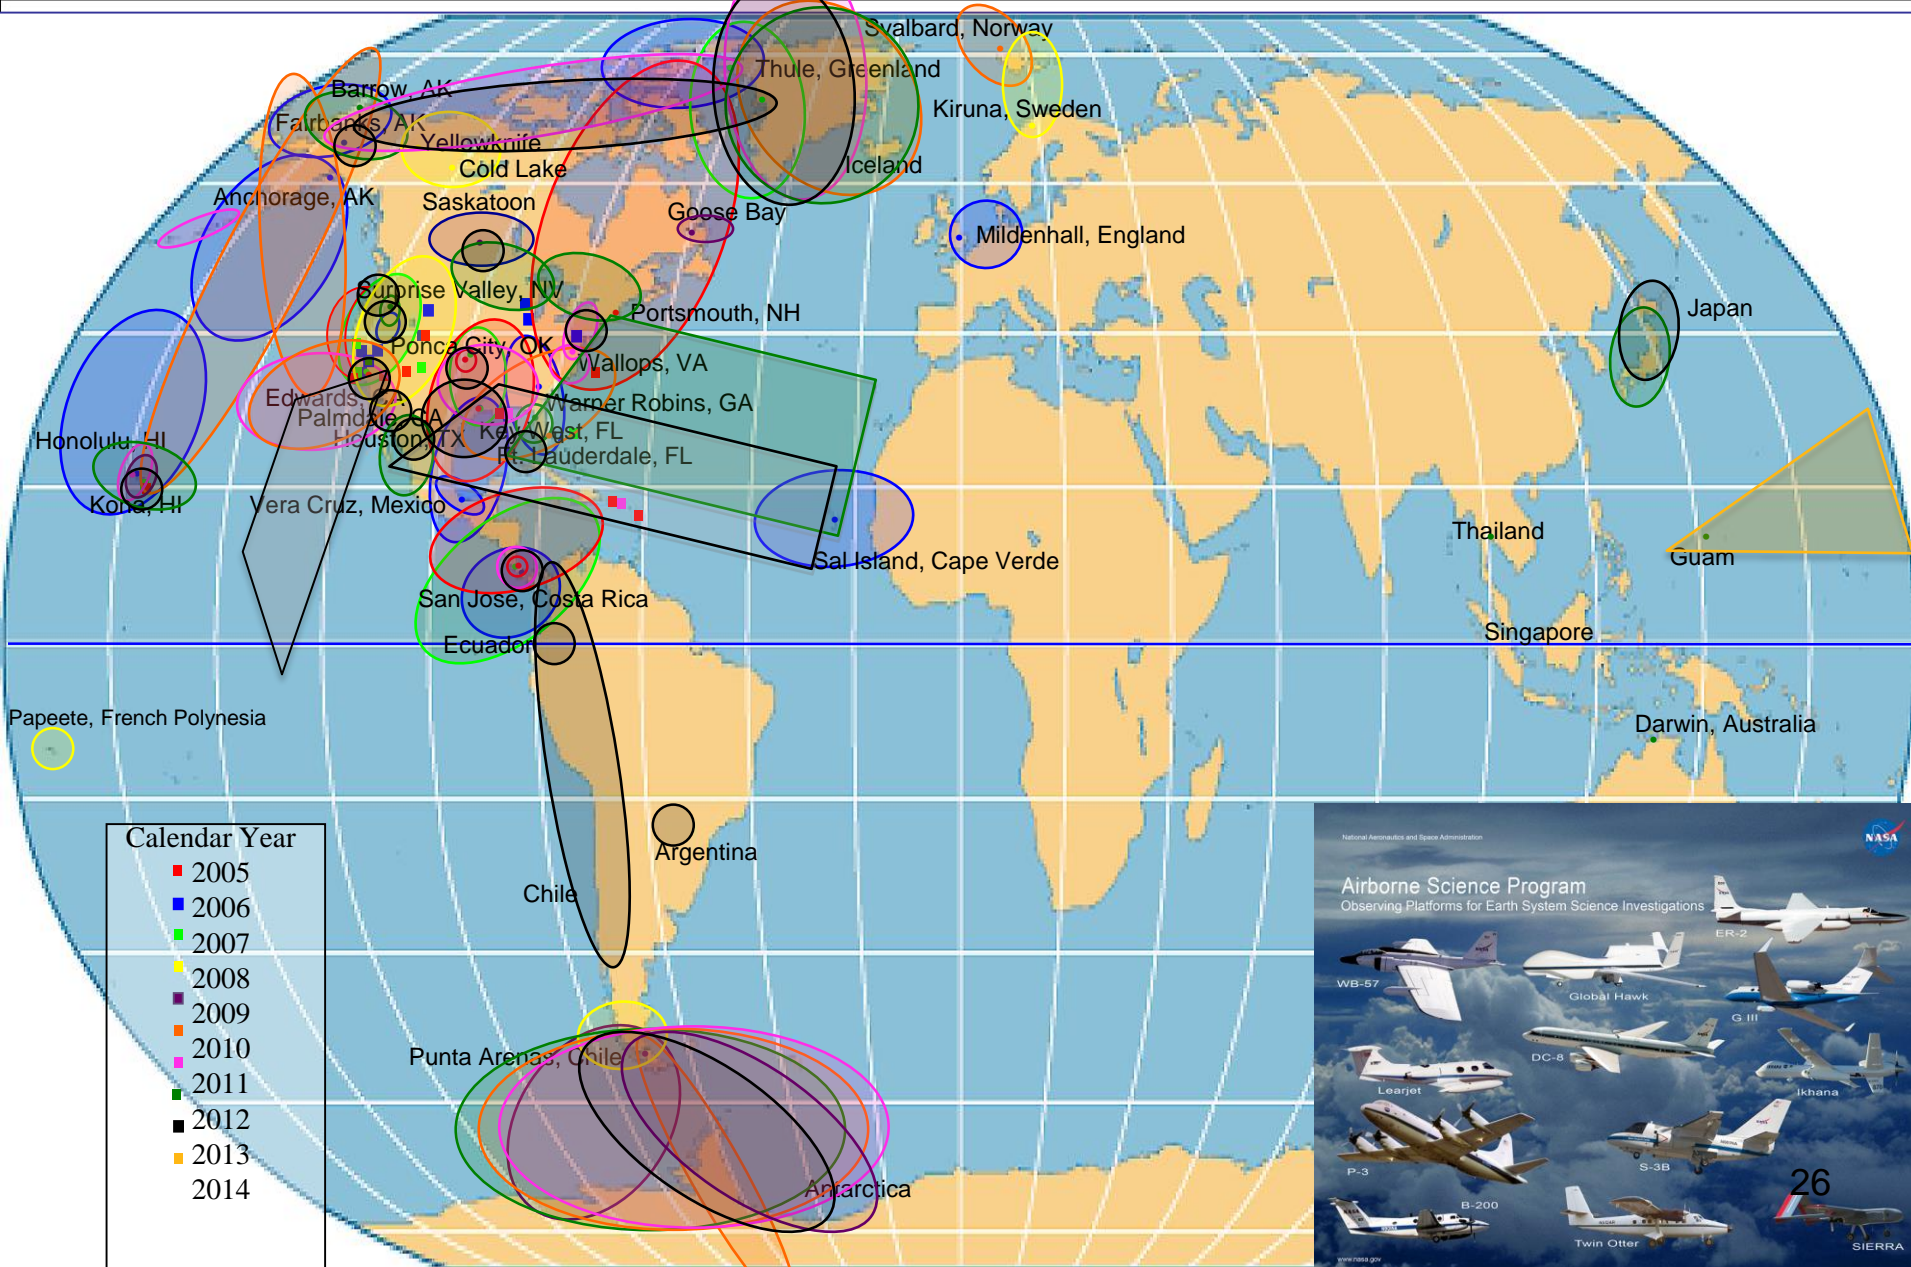 Svalbard, Norway
Thule, Greenland
Barrow, AK
Kiruna, Sweden
Fairbanks, AK
Yellowknife
Cold Lake
Iceland
Anchorage, AK
Saskatoon
Goose Bay
Mildenhall, England
Surprise Valley, NV
Portsmouth, NH
Japan
Ponca City, OK
Wallops, VA
Edwards, CA.
Palmdale, CA
Warner Robins, GA
Honolulu, HI
Houston, TX
Key West, FL
Ft. Lauderdale, FL
Kona, HI
Vera Cruz, Mexico
Thailand
Guam
Sal Island, Cape Verde
San Jose, Costa Rica
Ecuador
Singapore
Papeete, French Polynesia
Darwin, Australia
Argentina
Chile
Punta Arenas, Chile
Antarctica
Calendar Year
2005
2006
2007
2008
2009
2010
2011
2012
2013
2014
National Aeronautics and Space Administration
NASA
Airborne Science Program
Observing Platforms for Earth System Science Investigations
ER-2
WB-57
Global Hawk
G III
DC-8
Learjet
Ikhana
P-3
S-3B
26
B-200
Twin Otter
SIERRA
www.nasa.gov